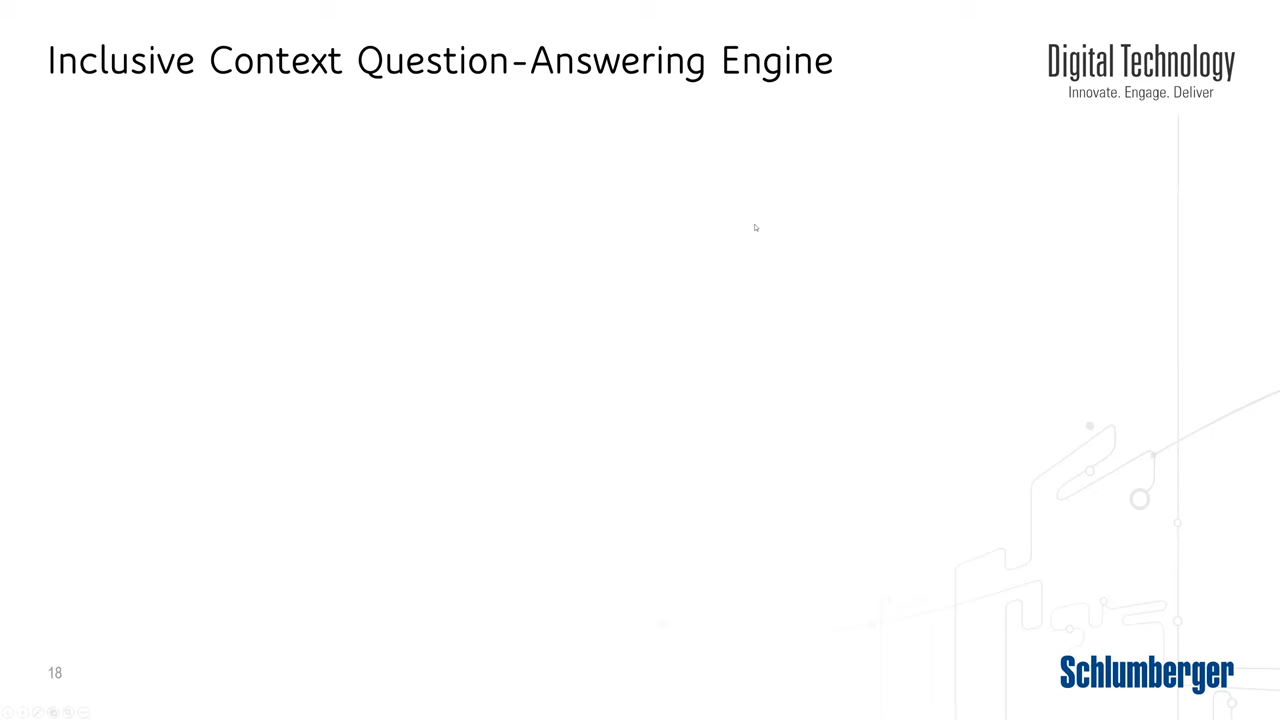 Inclusive Context Question-Answering Engine
Digital Technology
Innovate. Engage. Deliver
18
Schlumberger